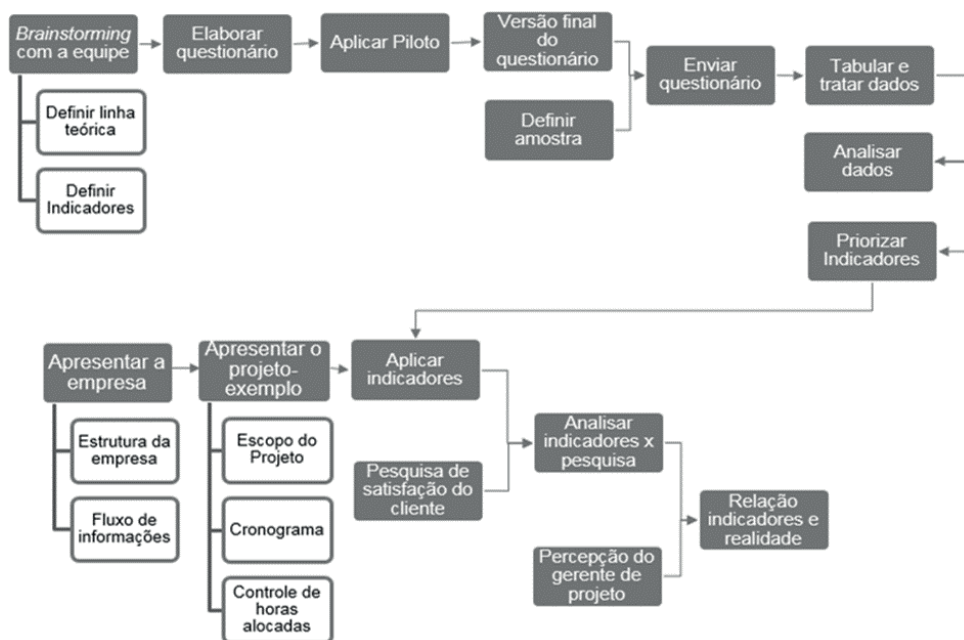 Brainstorming
com a equipe
Elaborar
questionário
Aplicar Piloto
Versão final
do
questionário
Enviar
questionário
Tabular e
tratar dados
Definir linha
teórica
Definir
amostra
Analisar
dados
Definir
Indicadores
Priorizar
Indicadores
Apresentar a
empresa
Apresentar o
projeto-
exemplo
Aplicar
indicadores
Estrutura da
empresa
Escopo do
Projeto
Analisar
indicadores x
pesquisa
Pesquisa de
satisfação do
cliente
Fluxo de
informações
Cronograma
Relação
indicadores e
realidade
Percepção do
gerente de
projeto
Controle de
horas
alocadas